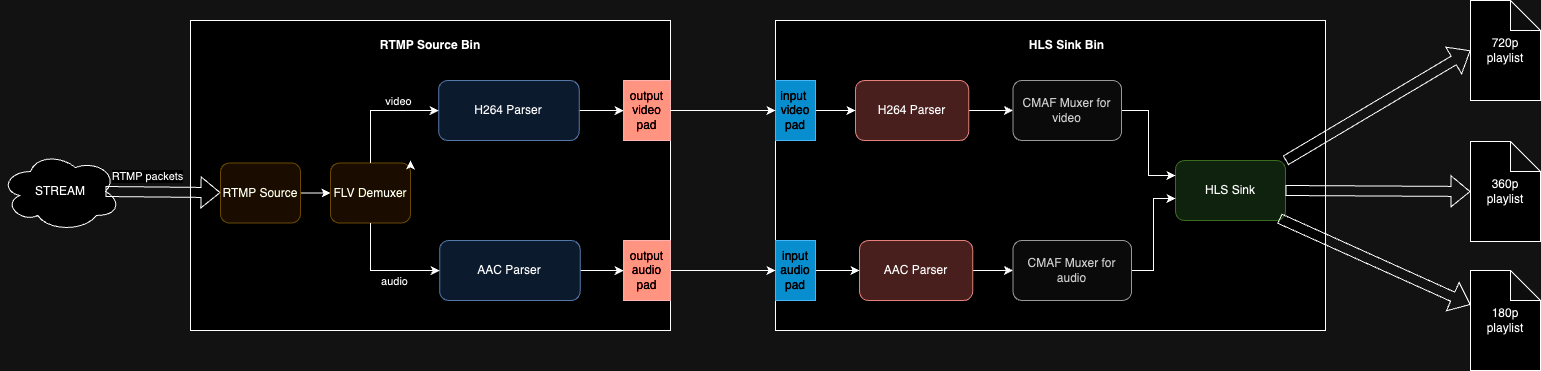 RTMP Source Bin
HLS Sink Bin
720p
playlist
video
H264 Parser
output
video
pad
input
video
pad
H264 Parser
CMAF Muxer for
video
STREAM
RTMP packets
RTMP Source
FLV Demuxer
HLS Sink
360p
playlist
audio
AAC Parser
output
audio
pad
input
audio
pad
AAC Parser
CMAF Muxer for
audio
180p
playlist